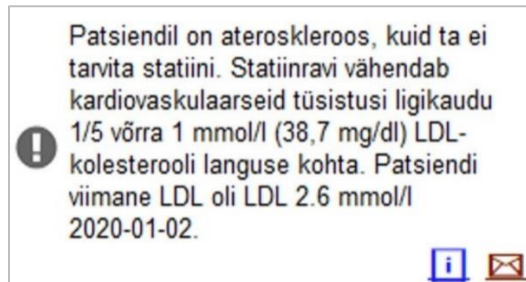 Patsiendil on ateroskleroos, kuid ta ei
tarvita statiini. Statiinravi vähendab
kardiovaskulaarseid tüsistusi ligikaudu
1/5 võrra 1 mmol/l (38,7 mg/dl) LDL-
kolesterooli languse kohta. Patsiendi
viimane LDL oli LDL 2.6 mmol/l
2020-01-02.